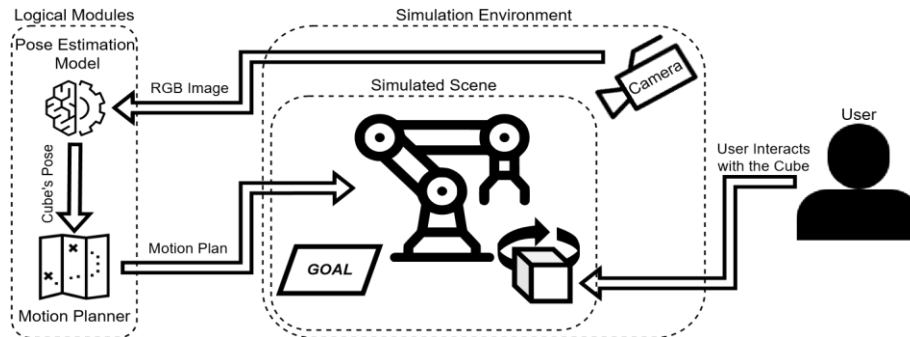 Logical Modules
Pose Estimation
Model
Cube's Pose
Motion Planner
RGB Image
Motion Plan
Simulation Environment
Simulated Scene
Camera
GOAL
User
User Interacts
with the Cube